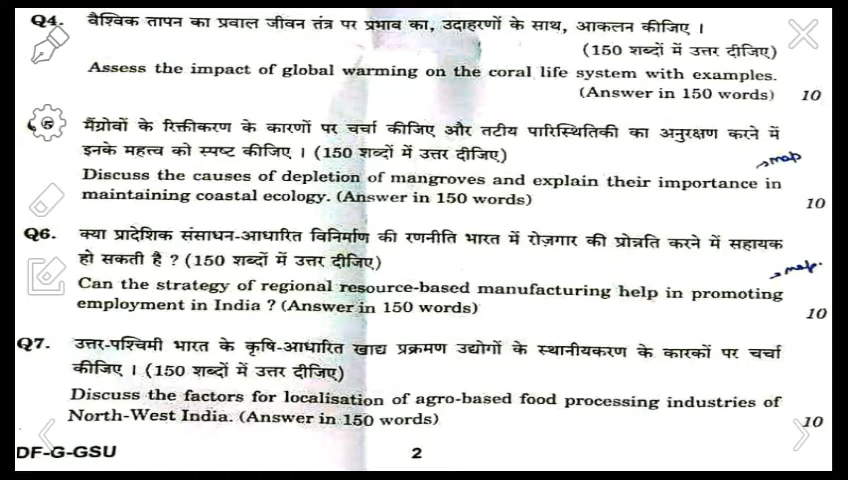 Q4. वैश्विक तापन का प्रवाल जीवन तंत्र पर प्रभाव का, उदाहरणों के साथ, आकलन कीजिए ।
(150 शब्दों में उत्तर दीजिए)
Assess the impact of global warming on the coral life system with examples.
(Answer in 150 words) 10
5 मैंग्रोवों के रिक्तीकरण के कारणों पर चर्चा कीजिए और तटीय पारिस्थितिकी का अनुरक्षण करने में
इनके महत्त्व को स्पष्ट कीजिए । (150 शब्दों में उत्तर दीजिए)
→map
Discuss the causes of depletion of mangroves and explain their importance in
maintaining coastal ecology. (Answer in 150 words) 10
Q6. क्या प्रादेशिक संसाधन-आधारित विनिर्माण की रणनीति भारत में रोज़गार की प्रोन्नति करने में सहायक
हो सकती है ? (150 शब्दों में उत्तर दीजिए)
→map.
Can the strategy of regional resource-based manufacturing help in promoting
employment in India ? (Answer in 150 words) 10
Q7. उत्तर-पश्चिमी भारत के कृषि-आधारित खाद्य प्रक्रमण उद्योगों के स्थानीयकरण के कारकों पर चर्चा
कीजिए । (150 शब्दों में उत्तर दीजिए)
Discuss the factors for localisation of agro-based food processing industries of
North-West India. (Answer in 150 words) 10
DF-G-GSU 2